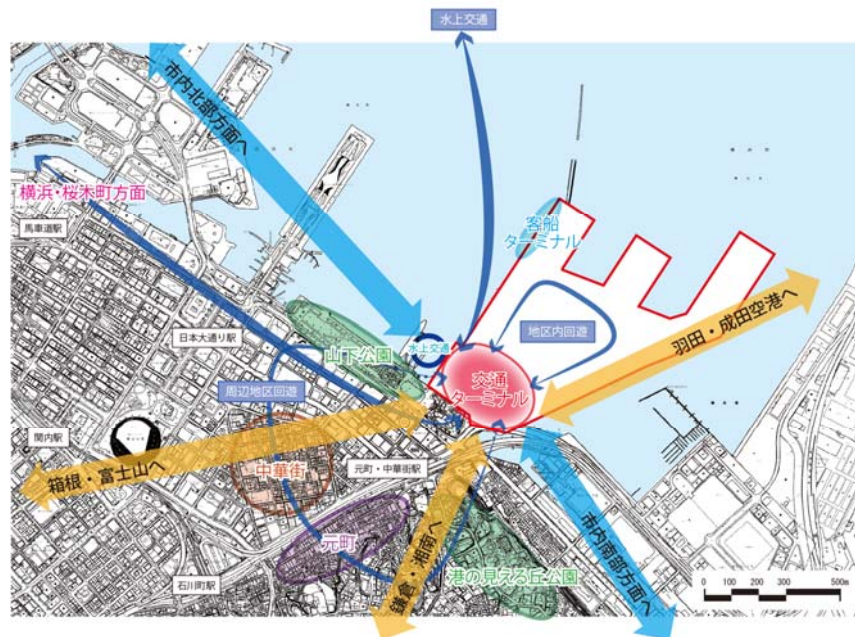 水上交通
市内北部方面へ
横浜・桜木町方面
馬車道駅
客船
ターミナル
日本大通り駅
水上交通
地区内回遊
羽田・成田空港へ
山下公園
交通
ターミナル
周辺地区回遊
関内駅
中華街
元町・中華街駅
箱根・富士山へ
元町
鎌倉・湘南へ
市内南部方面へ
港の見える丘公園
石川町駅
0 100 200 300 500m